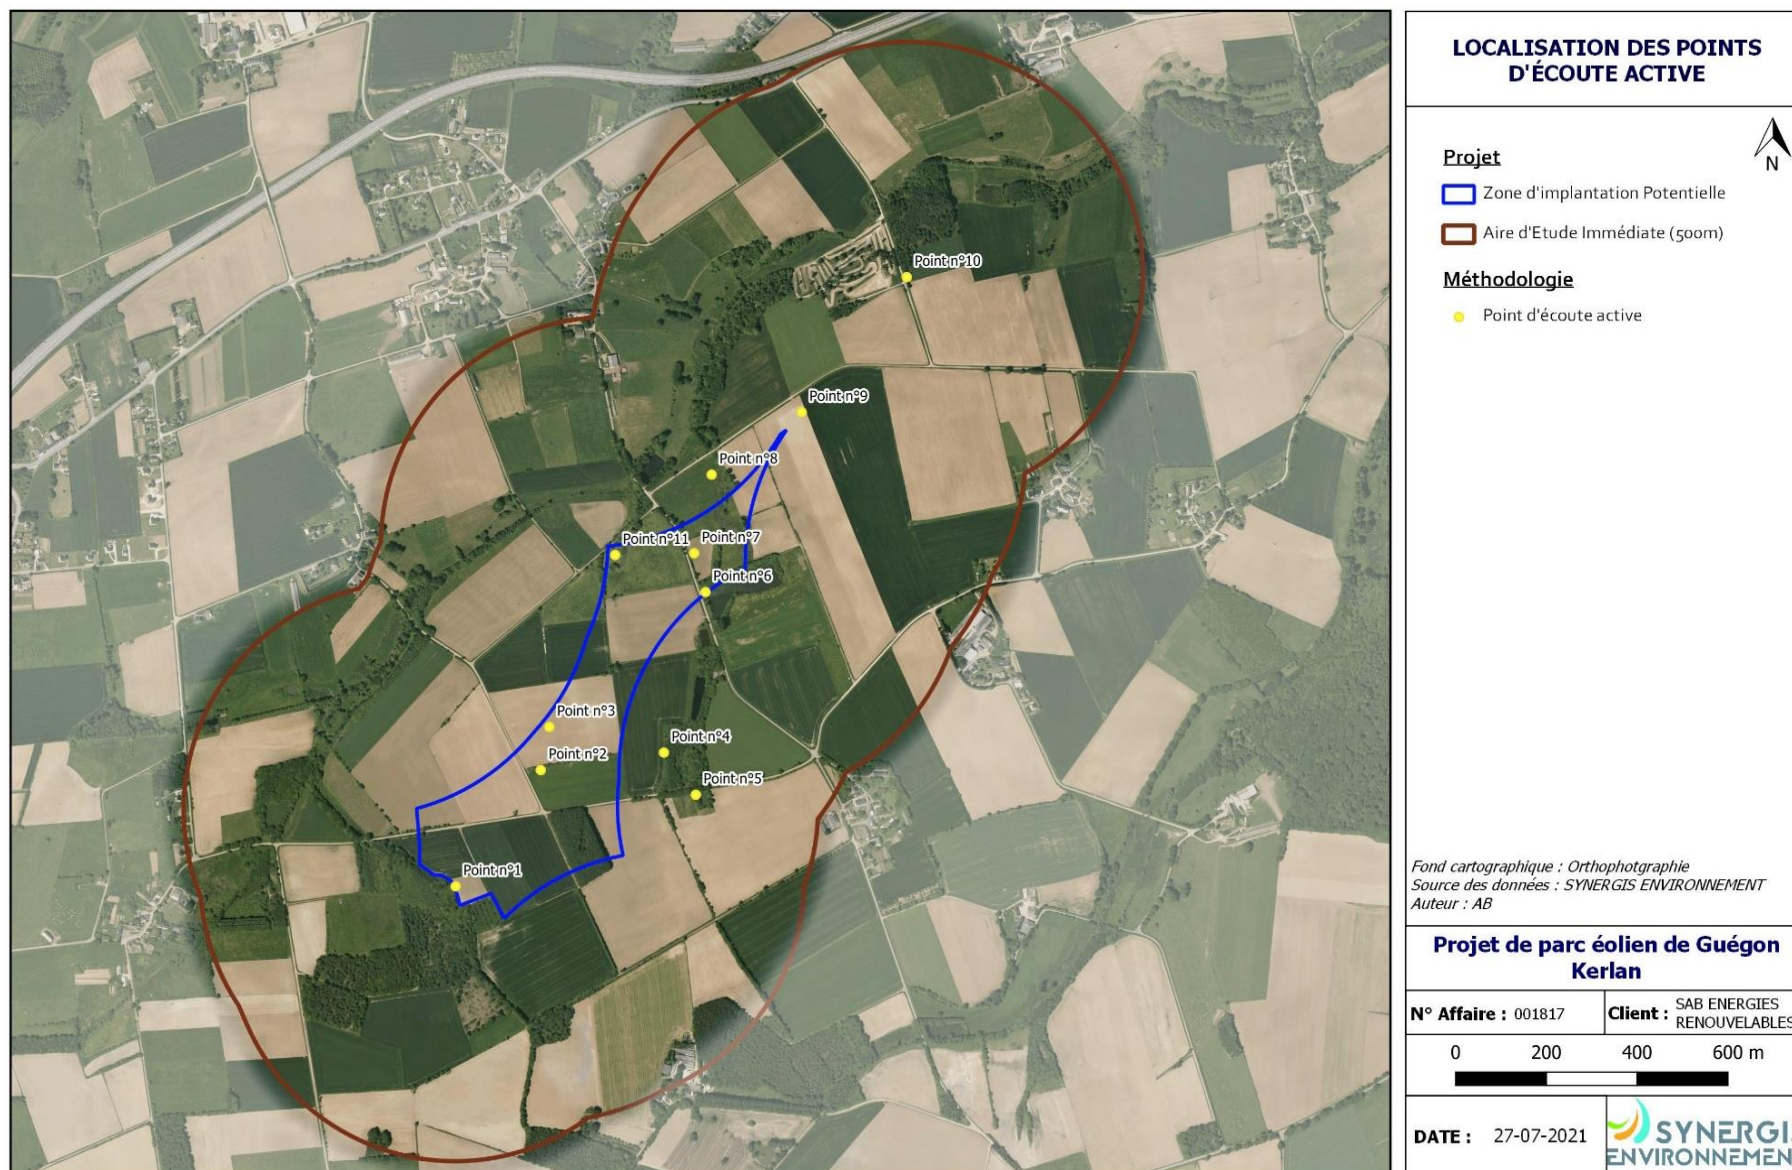 LOCALISATION DES POINTS
D'ÉCOUTE ACTIVE
N
Projet
Zone d'implantation Potentielle
Aire d'Etude Immédiate (500m)
Méthodologie
Point d'écoute active
Point n°10
Point n°9
Point n°8
Point n°11
Point n°7
Point n°6
Point n°3
Point n°2
Point n°4
Point n°5
Point n°1
Fond cartographique : Orthophotgraphie
Source des données : SYNERGIS ENVIRONNEMENT
Auteur : AB
Projet de parc éolien de Guégon
Kerlan
N° Affaire : 001817
Client : SAB ENERGIES
RENOUVELABLES
0 200 400 600 m
DATE : 27-07-2021
SYNERGI
ENVIRONNEMEN